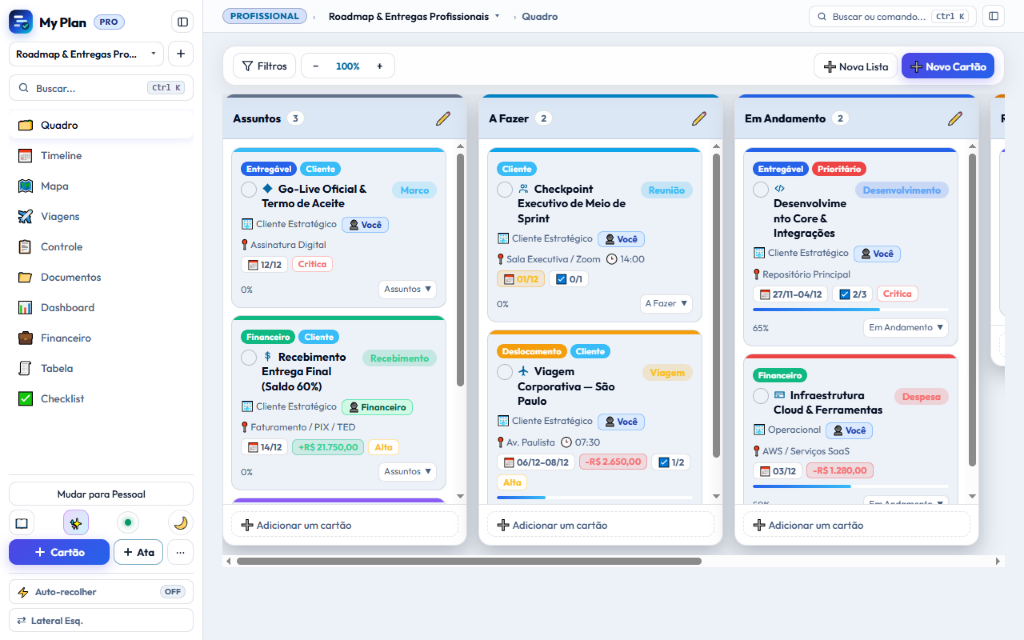 My Plan PRO
Roadmap & Entregas Pro...
+
Buscar... Ctrl K
Quadro
Timeline
Mapa
Viagens
Controle
Documentos
Dashboard
Financeiro
Tabela
Checklist
Mudar para Pessoal
+ Cartão
+ Ata
...
Auto-recolher OFF
Lateral Esq.
PROFISSIONAL › Roadmap & Entregas Profissionais › Quadro
Buscar ou comando... Ctrl K
Filtros
− 100% +
Nova Lista
Novo Cartão
Assuntos 3
Entregável Cliente
Go-Live Oficial & Marco
Termo de Aceite
Cliente Estratégico Você
Assinatura Digital
12/12 Crítica
0% Assuntos ▼
Financeiro Cliente
$ Recebimento Recebimento
Entrega Final
(Saldo 60%)
Cliente Estratégico Financeiro
Faturamento / PIX / TED
14/12 +R$ 21.750,00 Alta
0% Assuntos ▼
Adicionar um cartão
A Fazer 2
Cliente
Checkpoint Reunião
Executivo de Meio de
Sprint
Cliente Estratégico Você
Sala Executiva / Zoom 14:00
01/12 0/1
0% A Fazer ▼
Deslocamento Cliente
Viagem Viagem
Corporativa — São
Paulo
Cliente Estratégico Você
Av. Paulista 07:30
06/12–08/12 -R$ 2.650,00 1/2
Alta
Adicionar um cartão
Em Andamento 2
Entregável Prioritário
</> Desenvolvimento
Desenvolvime
nto Core &
Integrações
Cliente Estratégico Você
Repositório Principal
27/11–04/12 2/3 Crítica
65% Em Andamento ▼
Financeiro
Infraestrutura Despesa
Cloud & Ferramentas
Operacional Você
AWS / Serviços SaaS
03/12 -R$ 1.280,00
Em Andamento ▼
Adicionar um cartão